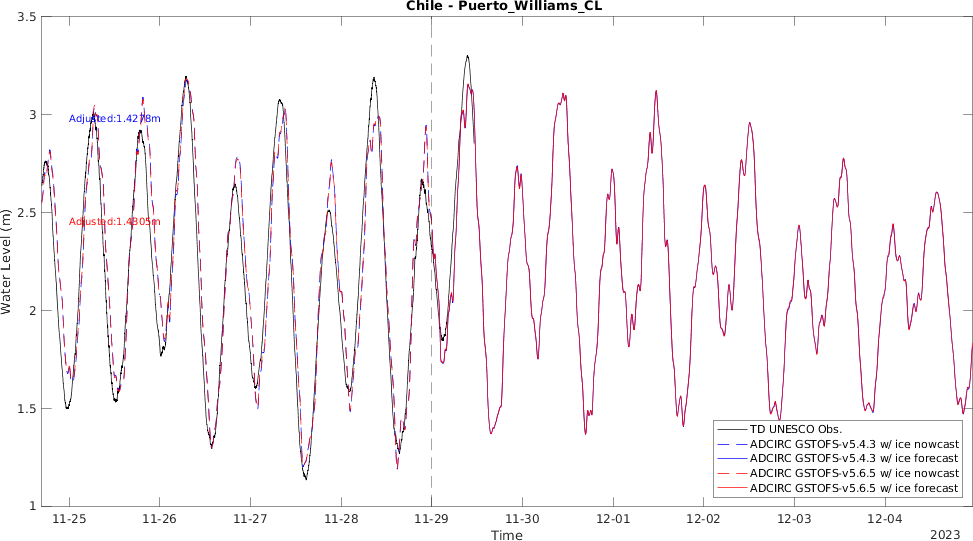 Chile - Puerto_Williams_CL
3.5
3
2.5
2
1.5
1
Water Level (m)
Adjusted:1.4278m
Adjusted:1.4305m
TD UNESCO Obs.
ADCIRC GSTOFS-v5.4.3 w/ ice nowcast
ADCIRC GSTOFS-v5.4.3 w/ ice forecast
ADCIRC GSTOFS-v5.6.5 w/ ice nowcast
ADCIRC GSTOFS-v5.6.5 w/ ice forecast
11-25 11-26 11-27 11-28 11-29 11-30 12-01 12-02 12-03 12-04
Time
2023